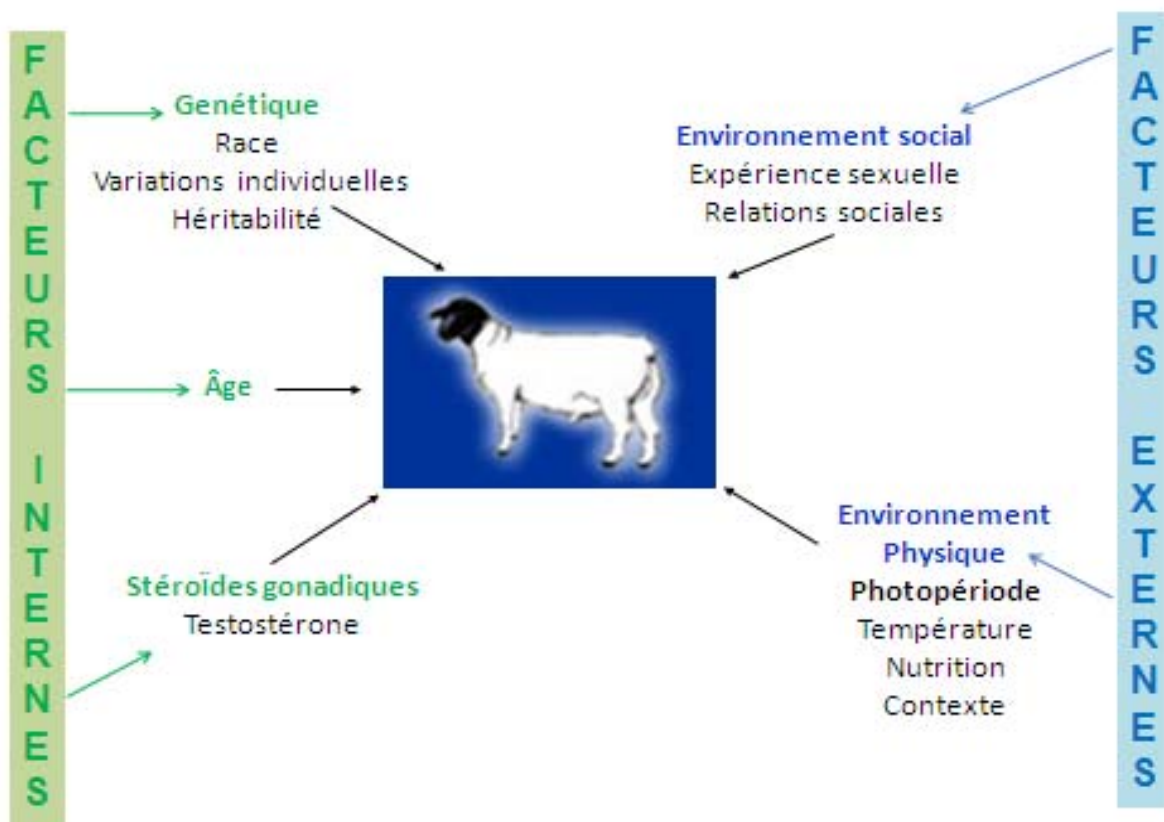 FACTEURS INTERNES
Genétique
Race
Variations individuelles
Héritabilité
Âge
Stéroïdes gonadiques
Testostérone
Environnement social
Expérience sexuelle
Relations sociales
Environnement
Physique
Photopériode
Température
Nutrition
Contexte
FACTEURS EXTERNES